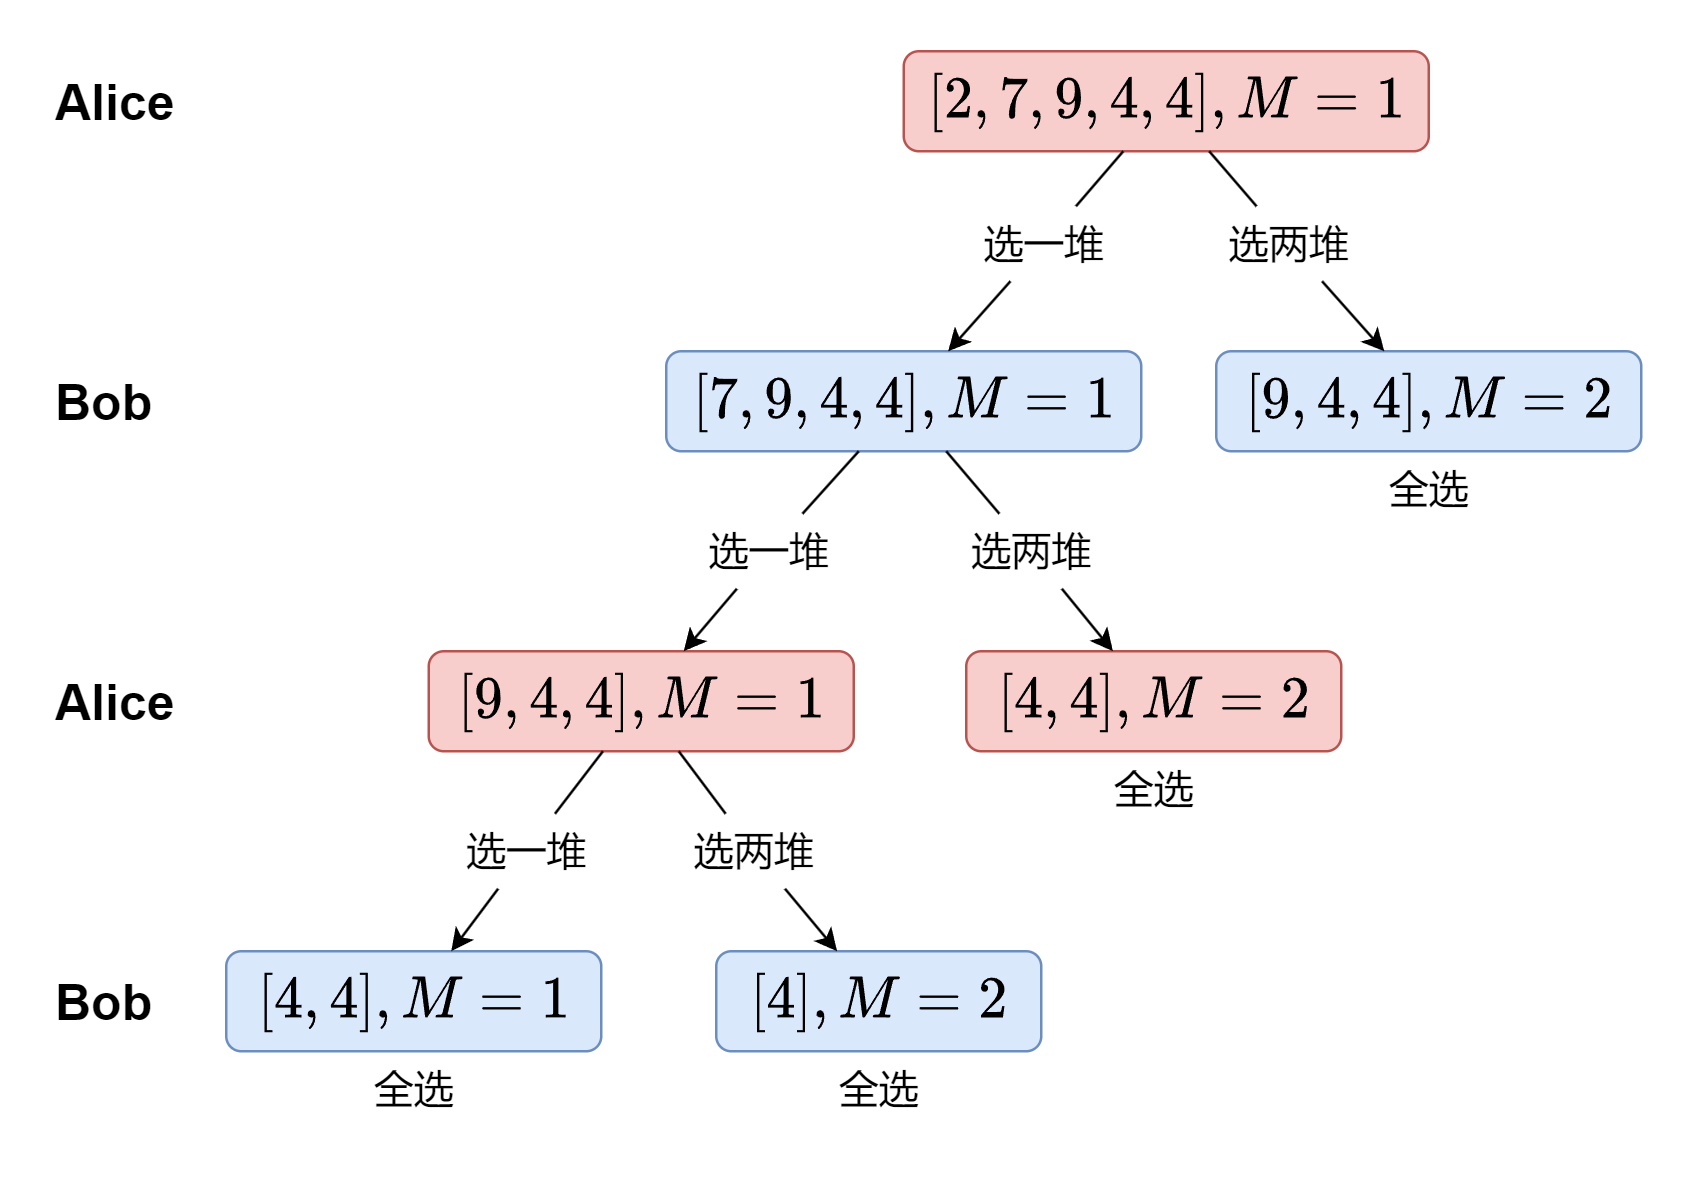 Alice
[2, 7, 9, 4, 4], M = 1
选一堆
选两堆
Bob
[7, 9, 4, 4], M = 1
[9, 4, 4], M = 2
全选
选一堆
选两堆
Alice
[9, 4, 4], M = 1
[4, 4], M = 2
全选
选一堆
选两堆
Bob
[4, 4], M = 1
[4], M = 2
全选
全选